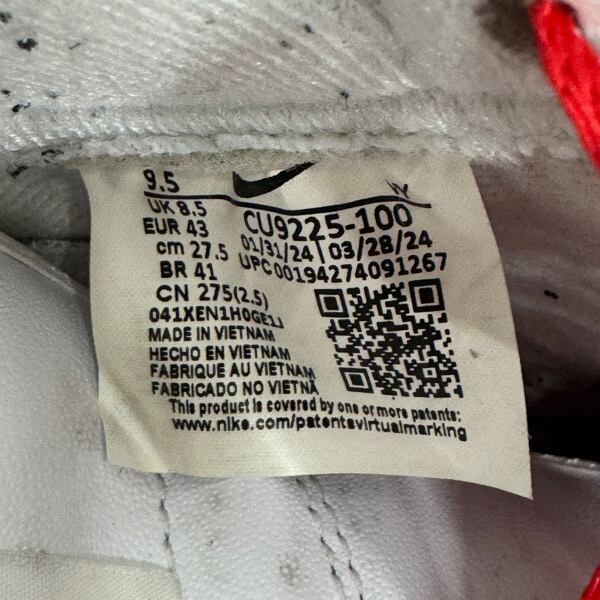 9.5
UK 8.5
EUR 43
cm 27.5
BR 41
CN 275(2.5)
CU9225-100
01/31/24 | 03/28/24
UPC 00194274091267
041XEN1H0GE1J
MADE IN VIETNAM
HECHO EN VIETNAM
FABRIQUE AU VIETNAM
FABRICADO NO VIETNÃ
This product is covered by one or more patents:
www.nike.com/patentsvirtualmarking